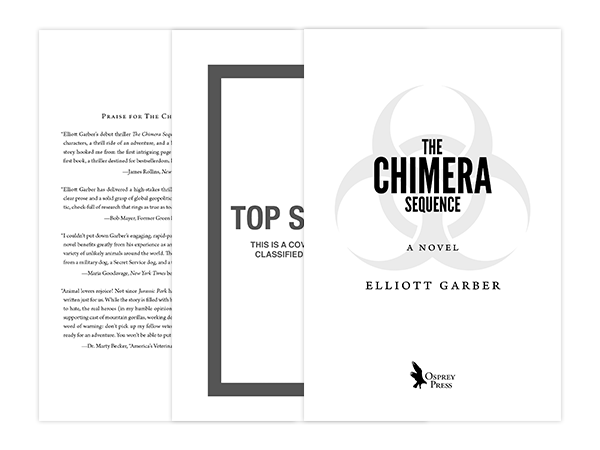 PRAISE FOR THE CH
"Elliott Garber's debut thriller The Chimera Sequ
characters, a thrill ride of an adventure, and a
story hooked me from the first intriguing page
first book, a thriller destined for bestsellerdom.
—James Rollins, New
"Elliott Garber has delivered a high-stakes thrill
clear prose and a solid grasp of global geopolitic
tic, chock-full of research that rings as true as to
—Bob Mayer, Former Green
"I couldn't put down Garber's engaging, rapid-pa
novel benefits greatly from his experience as an
variety of unlikely animals around the world. Th
from a military dog, a Secret Service dog, and a
—Maria Goodavage, New York Times be
"Animal lovers rejoice! Not since Jurassic Park ha
written just for us. While the story is filled with h
to hate, the real heroes (in my humble opinion
supporting cast of mountain gorillas, working do
word of warning: don't pick up my fellow veter
ready for an adventure. You won't be able to put
—Dr. Marty Becker, "America's Veterina
TOP S
THIS IS A COV
CLASSIFIED
THE
CHIMERA
SEQUENCE
A NOVEL
ELLIOTT GARBER
OSPREY
PRESS